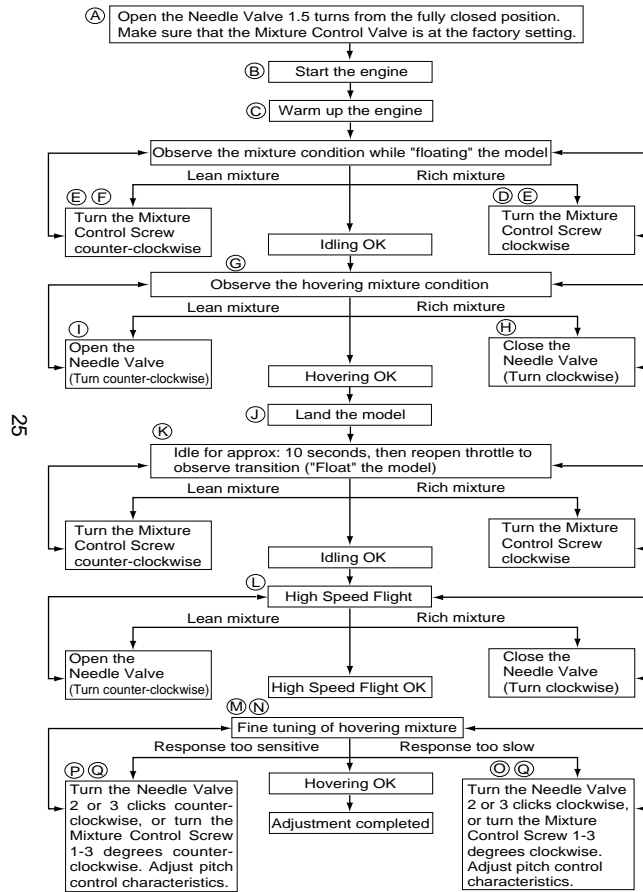 A
Open the Needle Valve 1.5 turns from the fully closed position.
Make sure that the Mixture Control Valve is at the factory setting.
B
Start the engine
C
Warm up the engine
Observe the mixture condition while "floating" the model
Lean mixture
Rich mixture
E F
Turn the Mixture
Control Screw
counter-clockwise
D E
Turn the Mixture
Control Screw
clockwise
Idling OK
G
Observe the hovering mixture condition
Lean mixture
Rich mixture
I
Open the
Needle Valve
(Turn counter-clockwise)
H
Close the
Needle Valve
(Turn clockwise)
Hovering OK
J
Land the model
K
Idle for approx: 10 seconds, then reopen throttle to
observe transition ("Float" the model)
Lean mixture
Rich mixture
Turn the Mixture
Control Screw
counter-clockwise
Turn the Mixture
Control Screw
clockwise
Idling OK
L
High Speed Flight
Lean mixture
Rich mixture
Open the
Needle Valve
(Turn counter-clockwise)
Close the
Needle Valve
(Turn clockwise)
High Speed Flight OK
M N
Fine tuning of hovering mixture
Response too sensitive
Response too slow
P Q
Turn the Needle Valve
2 or 3 clicks counter-
clockwise, or turn the
Mixture Control Screw
1-3 degrees counter-
clockwise. Adjust pitch
control characteristics.
O Q
Turn the Needle Valve
2 or 3 clicks clockwise,
or turn the Mixture
Control Screw 1-3
degrees clockwise.
Adjust pitch control
characteristics.
Hovering OK
Adjustment completed
25